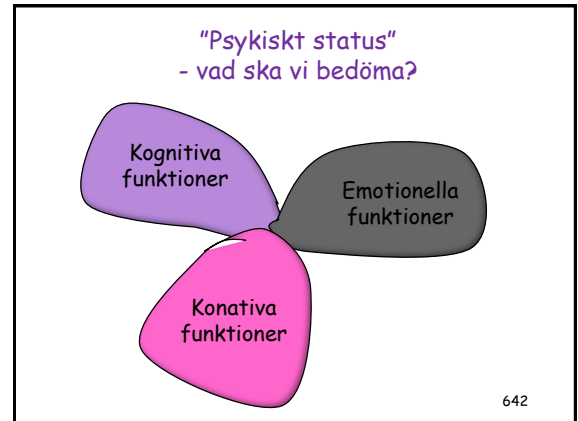 "Psykiskt status"
- vad ska vi bedöma?
Kognitiva
funktioner
Emotionella
funktioner
Konativa
funktioner
642